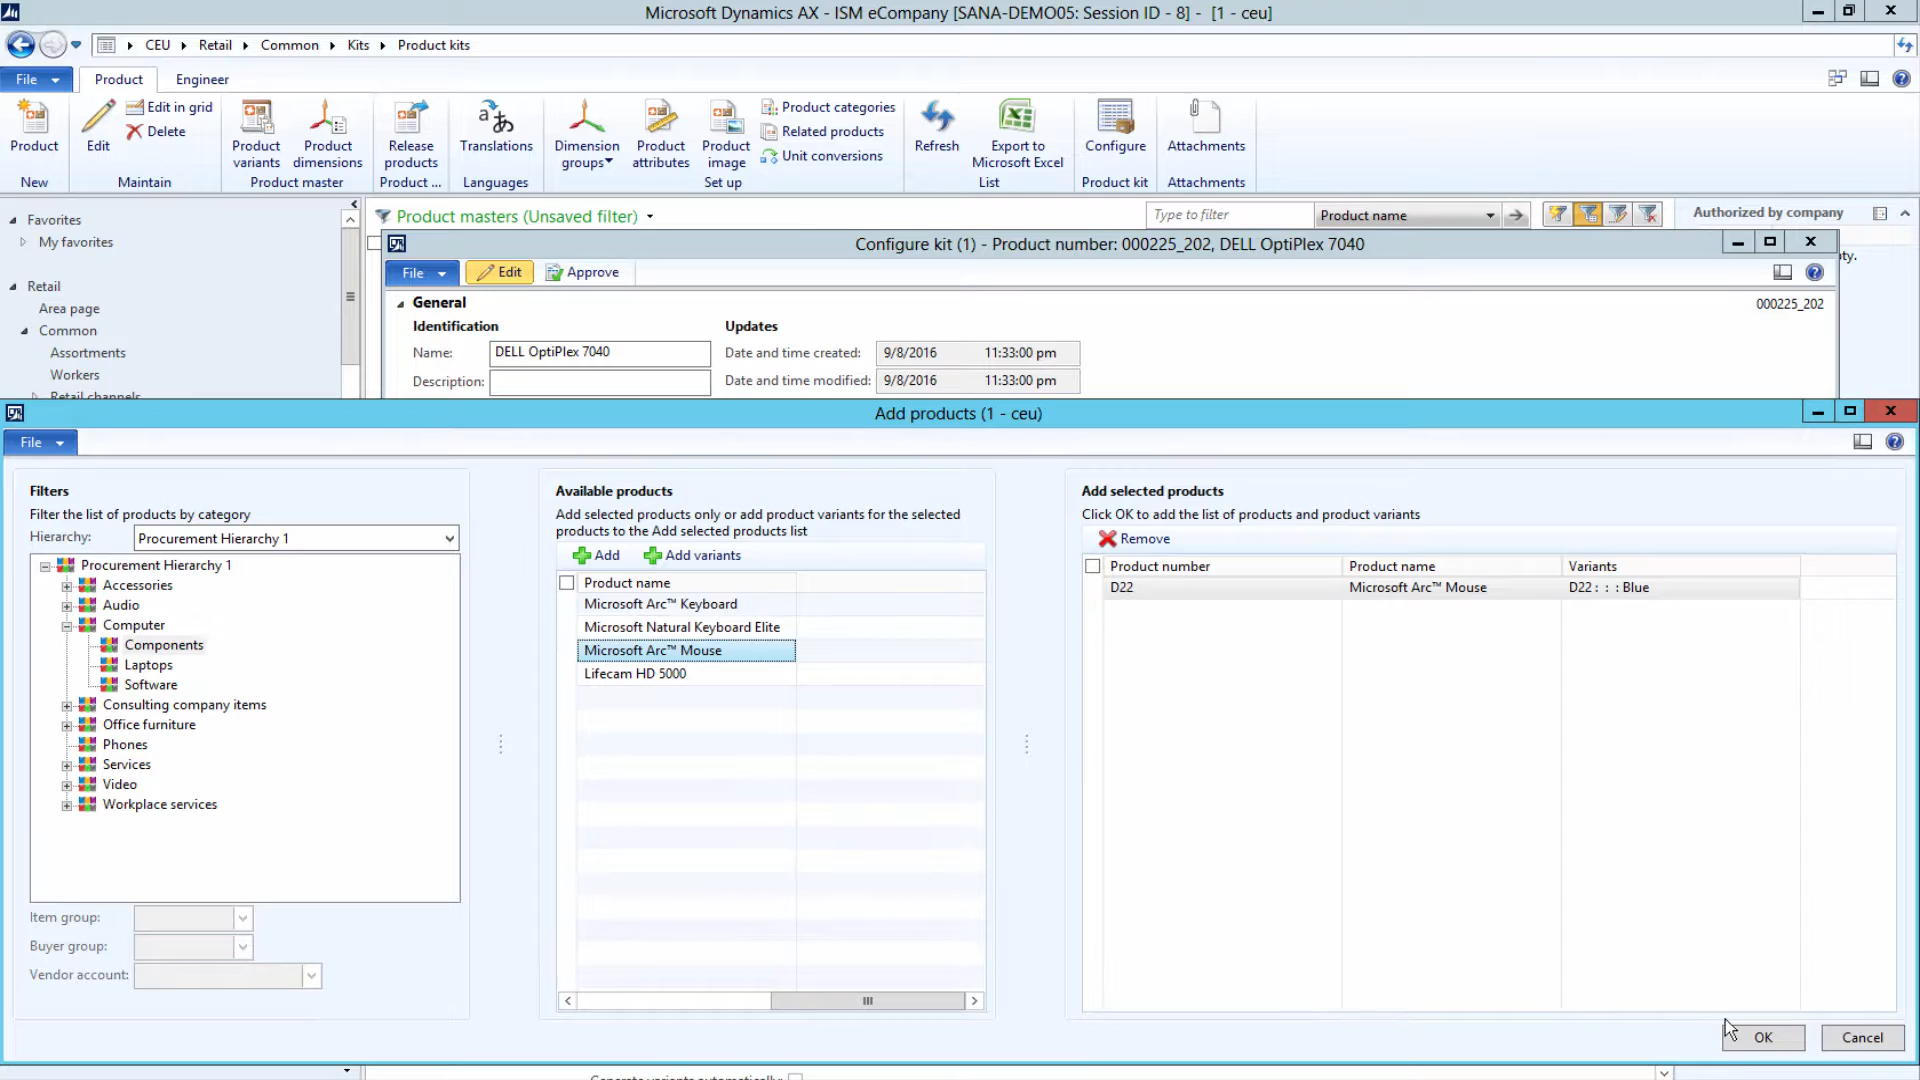 Microsoft Dynamics AX - ISM eCompany [SANA-DEMO05: Session ID - 8] -  [1 - ceu]
CEU Retail Common Kits Product kits
File Product Engineer
Product
New
Edit
Edit in grid
Delete
Maintain
Product variants
Product dimensions
Product master
Release products
Product ...
Translations
Languages
Dimension groups
Product attributes
Product image
Product categories
Related products
Unit conversions
Set up
Refresh
Export to Microsoft Excel
List
Configure
Product kit
Attachments
Attachments
Favorites
My favorites
Retail
Area page
Common
Assortments
Workers
Retail channels
Product masters (Unsaved filter)
Type to filter
Product name
Authorized by company
ty.
Configure kit (1) - Product number: 000225_202, DELL OptiPlex 7040
File Edit Approve
General
000225_202
Identification
Name: DELL OptiPlex 7040
Description:
Updates
Date and time created: 9/8/2016 11:33:00 pm
Date and time modified: 9/8/2016 11:33:00 pm
Add products (1 - ceu)
File
Filters
Filter the list of products by category
Hierarchy: Procurement Hierarchy 1
Procurement Hierarchy 1
Accessories
Audio
Computer
Components
Laptops
Software
Consulting company items
Office furniture
Phones
Services
Video
Workplace services
Item group:
Buyer group:
Vendor account:
Available products
Add selected products only or add product variants for the selected
products to the Add selected products list
Add Add variants
Product name
Microsoft Arc™ Keyboard
Microsoft Natural Keyboard Elite
Microsoft Arc™ Mouse
Lifecam HD 5000
Add selected products
Click OK to add the list of products and product variants
Remove
Product number Product name Variants
D22 Microsoft Arc™ Mouse D22 : : : Blue
OK Cancel
Generate variants automatically: